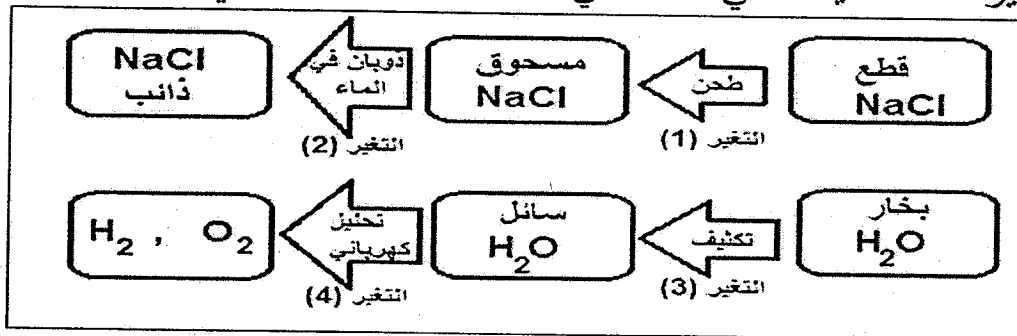 قطع NaCl
طحن
التغير (1)
مسحوق NaCl
ذوبان في الماء
التغير (2)
NaCl ذائب
بخار H₂O
تكثيف
التغير (3)
سائل H₂O
تحليل كهربائي
التغير (4)
H₂ , O₂